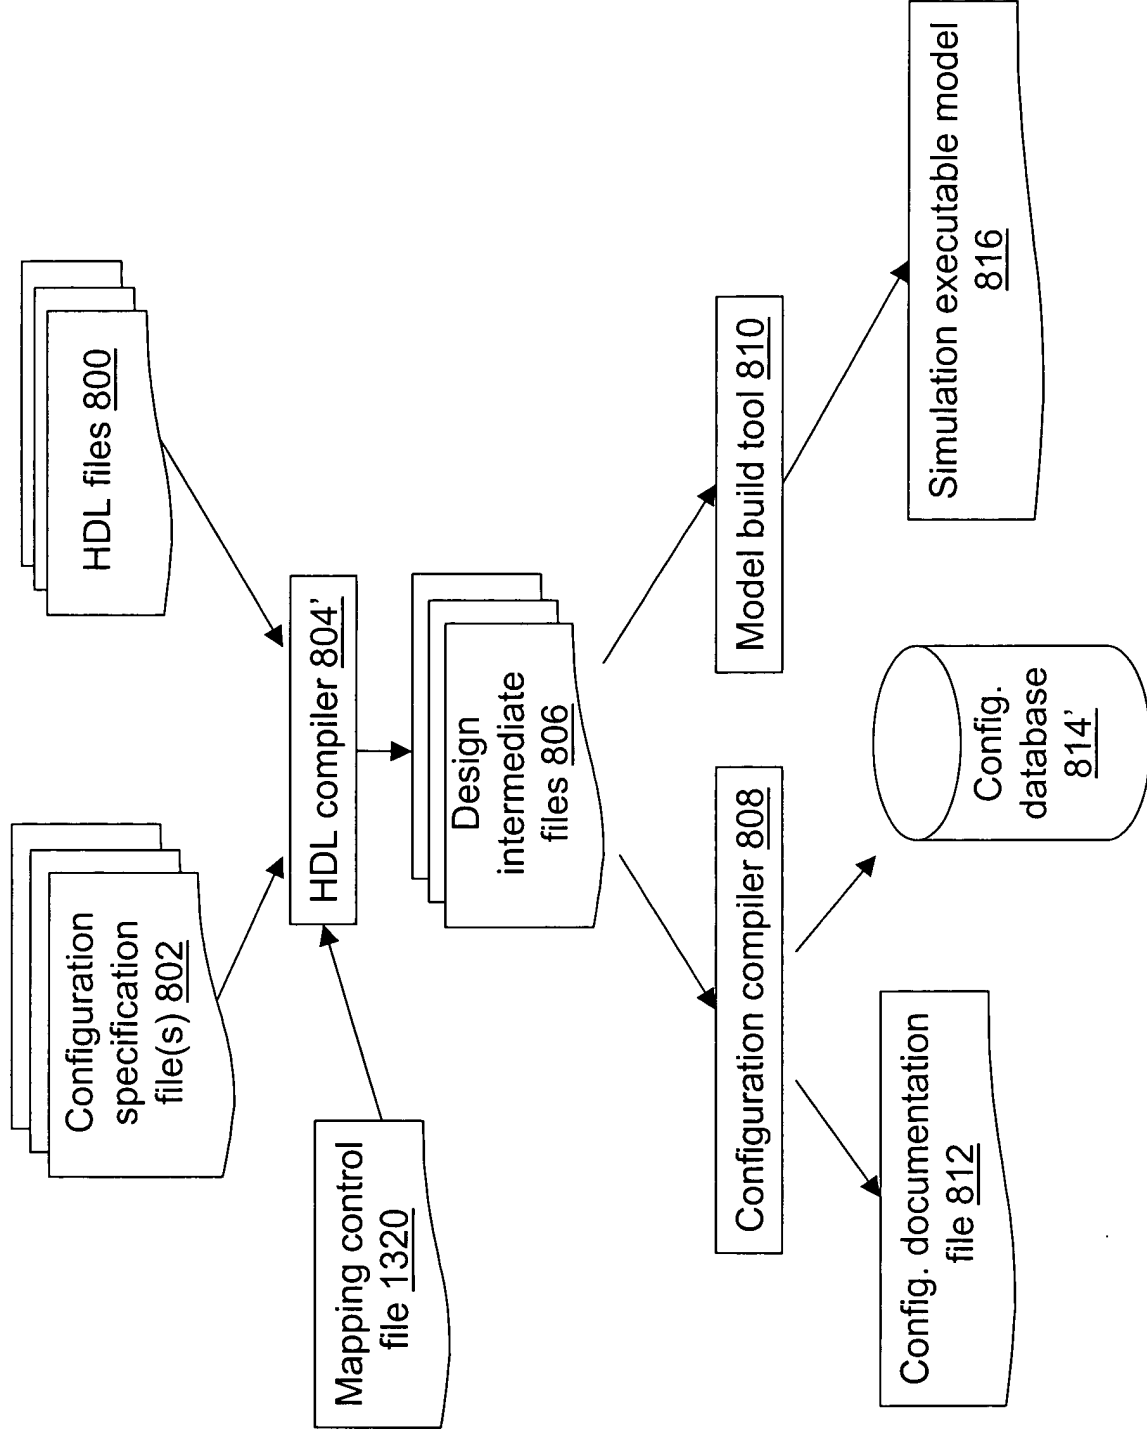 Configuration
specification
file(s) 802
HDL files 800
Mapping control
file 1320
HDL compiler 804'
Design
intermediate
files 806
Configuration compiler 808
Model build tool 810
Config. documentation
file 812
Config.
database
814'
Simulation executable model
816